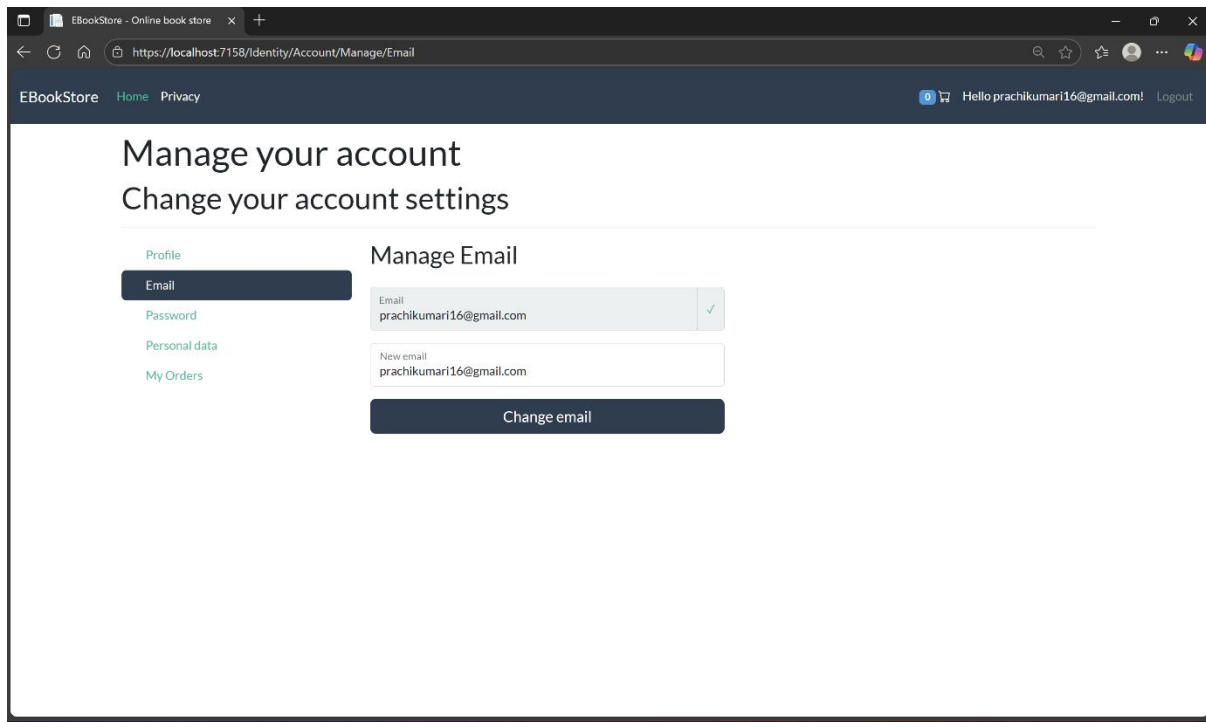 EBookStore - Online book store
https://localhost:7158/Identity/Account/Manage/Email
EBookStore Home Privacy 0 Hello prachikumari16@gmail.com! Logout
Manage your account
Change your account settings
Profile
Email
Password
Personal data
My Orders
Manage Email
Email
prachikumari16@gmail.com
New email
prachikumari16@gmail.com
Change email